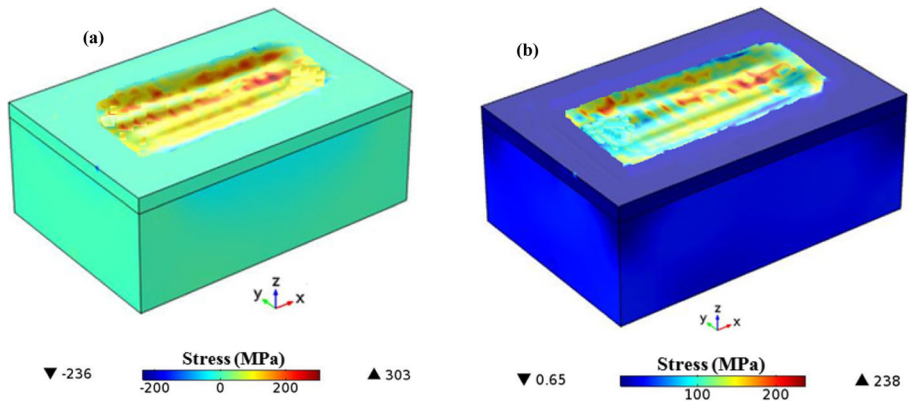 (a)
z
y
x
Stress (MPa)
▼ -236
▲ 303
-200
0
200
(b)
z
y
x
Stress (MPa)
▼ 0.65
▲ 238
100
200